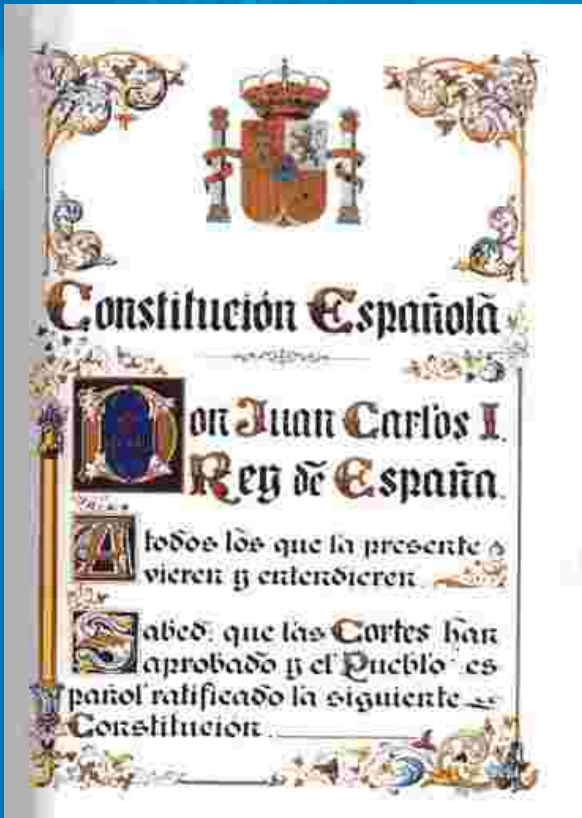 Constitución Española
Don Juan Carlos I.
Rey de España.
A todos los que la presente
vieren y entendieren.
Sabed: que las Cortes han
aprobado y el Pueblo es
pañol ratificado la siguiente
Constitución.